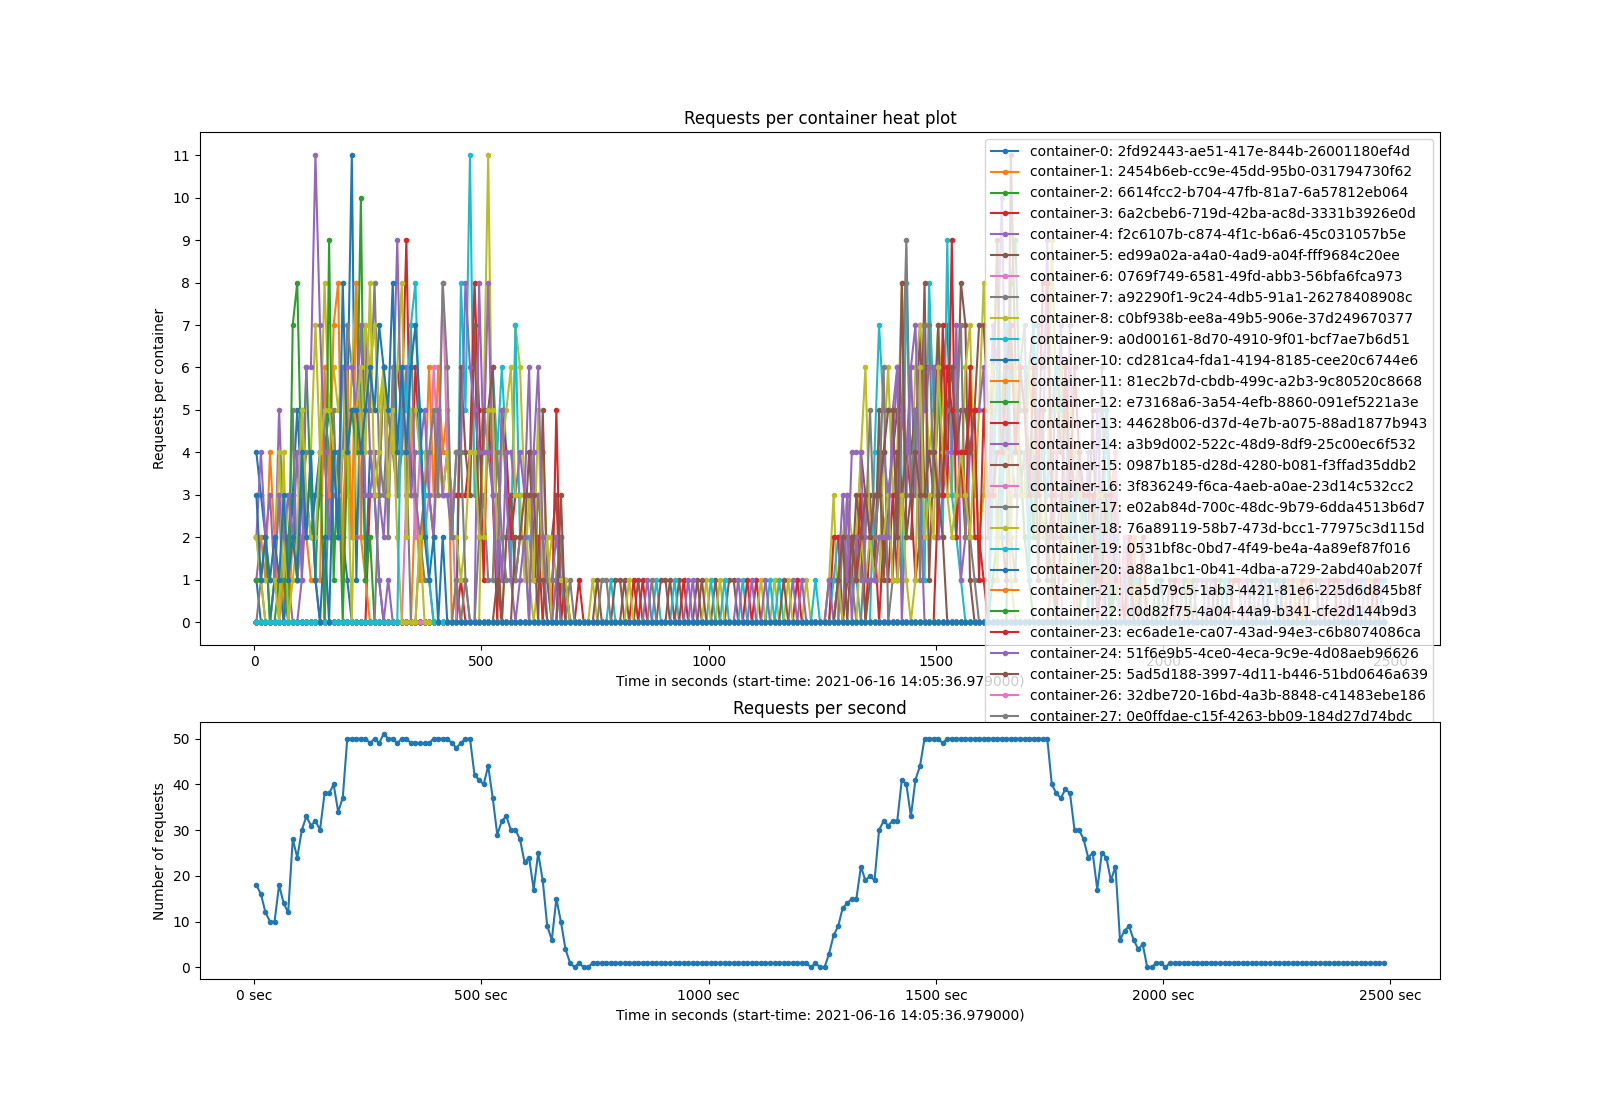 Requests per container heat plot
11
10
9
8
7
6
5
4
3
2
1
0
Requests per container
container-0: 2fd92443-ae51-417e-844b-26001180ef4d
container-1: 2454b6eb-cc9e-45dd-95b0-031794730f62
container-2: 6614fcc2-b704-47fb-81a7-6a57812eb064
container-3: 6a2cbeb6-719d-42ba-ac8d-3331b3926e0d
container-4: f2c6107b-c874-4f1c-b6a6-45c031057b5e
container-5: ed99a02a-a4a0-4ad9-a04f-fff9684c20ee
container-6: 0769f749-6581-49fd-abb3-56bfa6fca973
container-7: a92290f1-9c24-4db5-91a1-26278408908c
container-8: c0bf938b-ee8a-49b5-906e-37d249670377
container-9: a0d00161-8d70-4910-9f01-bcf7ae7b6d51
container-10: cd281ca4-fda1-4194-8185-cee20c6744e6
container-11: 81ec2b7d-cbdb-499c-a2b3-9c80520c8668
container-12: e73168a6-3a54-4efb-8860-091ef5221a3e
container-13: 44628b06-d37d-4e7b-a075-88ad1877b943
container-14: a3b9d002-522c-48d9-8df9-25c00ec6f532
container-15: 0987b185-d28d-4280-b081-f3ffad35ddb2
container-16: 3f836249-f6ca-4aeb-a0ae-23d14c532cc2
container-17: e02ab84d-700c-48dc-9b79-6dda4513b6d7
container-18: 76a89119-58b7-473d-bcc1-77975c3d115d
container-19: 0531bf8c-0bd7-4f49-be4a-4a89ef87f016
container-20: a88a1bc1-0b41-4dba-a729-2abd40ab207f
container-21: ca5d79c5-1ab3-4421-81e6-225d6d845b8f
container-22: c0d82f75-4a04-44a9-b341-cfe2d144b9d3
container-23: ec6ade1e-ca07-43ad-94e3-c6b8074086ca
container-24: 51f6e9b5-4ce0-4eca-9c9e-4d08aeb96626
container-25: 5ad5d188-3997-4d11-b446-51bd0646a639
container-26: 32dbe720-16bd-4a3b-8848-c41483ebe186
container-27: 0e0ffdae-c15f-4263-bb09-184d27d74bdc
0 500 1000 1500 2000 2500
Time in seconds (start-time: 2021-06-16 14:05:36.979000)
Requests per second
50
40
30
20
10
0
Number of requests
0 sec 500 sec 1000 sec 1500 sec 2000 sec 2500 sec
Time in seconds (start-time: 2021-06-16 14:05:36.979000)